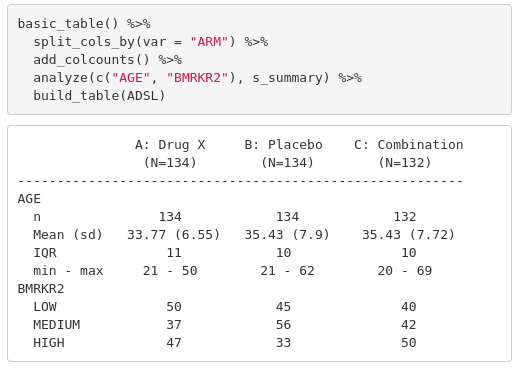 basic_table() %>%
  split_cols_by(var = "ARM") %>%
  add_colcounts() %>%
  analyze(c("AGE", "BMRKR2"), s_summary) %>%
  build_table(ADSL)
               A: Drug X     B: Placebo    C: Combination
                (N=134)        (N=134)        (N=132)
---------------------------------------------------------
AGE
  n               134            134            132
  Mean (sd)   33.77 (6.55)   35.43 (7.9)    35.43 (7.72)
  IQR              11            10              10
  min - max     21 - 50        21 - 62        20 - 69
BMRKR2
  LOW              50            45              40
  MEDIUM           37            56              42
  HIGH             47            33              50